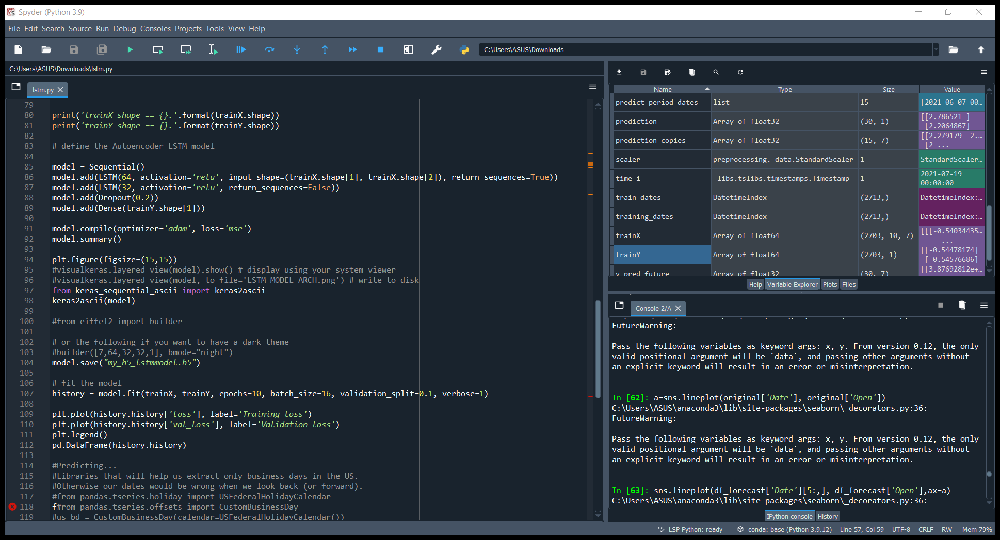 Spyder (Python 3.9)
File Edit Search Source Run Debug Consoles Projects Tools View Help
C:\Users\ASUS\Downloads
C:\Users\ASUS\Downloads\lstm.py
lstm.py
79
80 print('trainX shape == {}.'.format(trainX.shape))
81 print('trainY shape == {}.'.format(trainY.shape))
82
83 # define the Autoencoder LSTM model
84
85 model = Sequential()
86 model.add(LSTM(64, activation='relu', input_shape=(trainX.shape[1], trainX.shape[2]), return_sequences=True))
87 model.add(LSTM(32, activation='relu', return_sequences=False))
88 model.add(Dropout(0.2))
89 model.add(Dense(trainY.shape[1]))
90
91 model.compile(optimizer='adam', loss='mse')
92 model.summary()
93
94 plt.figure(figsize=(15,15))
95 #visualkeras.layered_view(model).show() # display using your system viewer
96 #visualkeras.layered_view(model, to_file='LSTM_MODEL_ARCH.png') # write to disk
97 from keras_sequential_ascii import keras2ascii
98 keras2ascii(model)
99
100 #from eiffel2 import builder
101
102 # or the following if you want to have a dark theme
103 #builder([7,64,32,32,1], bmode="night")
104 model.save("my_h5_lstmmodel.h5")
105
106 # fit the model
107 history = model.fit(trainX, trainY, epochs=10, batch_size=16, validation_split=0.1, verbose=1)
108
109 plt.plot(history.history['loss'], label='Training loss')
110 plt.plot(history.history['val_loss'], label='Validation loss')
111 plt.legend()
112 pd.DataFrame(history.history)
113
114 #Predicting...
115 #Libraries that will help us extract only business days in the US.
116 #Otherwise our dates would be wrong when we look back (or forward).
117 #from pandas.tseries.holiday import USFederalHolidayCalendar
118 f#rom pandas.tseries.offsets import CustomBusinessDay
119 #us_bd = CustomBusinessDay(calendar=USFederalHolidayCalendar())
Name Type Size Value
predict_period_dates list 15 [2021-06-07 00…
prediction Array of float32 (30, 1) [[2.786521 ]
[2.2064867]
prediction_copies Array of float32 (15, 7) [[2.279179 2.…
[2 ...
scaler preprocessing._data.StandardScaler 1 StandardScaler…
time_i _libs.tslibs.timestamps.Timestamp 1 2021-07-19
00:00:00
train_dates DatetimeIndex (2713,) DatetimeIndex:…
training_dates DatetimeIndex (2713,) DatetimeIndex:…
trainX Array of float64 (2703, 10, 7) [[[-0.54034435…
- ...
trainY Array of float64 (2703, 1) [[-0.54478174]
[-0.54576686]
y_pred_future Array of float32 (30, 7) [[3.87692812e+…
Help Variable Explorer Plots Files
Console 2/A
FutureWarning:
Pass the following variables as keyword args: x, y. From version 0.12, the only
valid positional argument will be `data`, and passing other arguments without
an explicit keyword will result in an error or misinterpretation.
In [62]: a=sns.lineplot(original['Date'], original['Open'])
C:\Users\ASUS\anaconda3\lib\site-packages\seaborn\_decorators.py:36:
FutureWarning:
Pass the following variables as keyword args: x, y. From version 0.12, the only
valid positional argument will be `data`, and passing other arguments without
an explicit keyword will result in an error or misinterpretation.
In [63]: sns.lineplot(df_forecast['Date'][5:,], df_forecast['Open'],ax=a)
C:\Users\ASUS\anaconda3\lib\site-packages\seaborn\_decorators.py:36:
IPython console History
LSP Python: ready conda: base (Python 3.9.12) Line 57, Col 59 UTF-8 CRLF RW Mem 79%